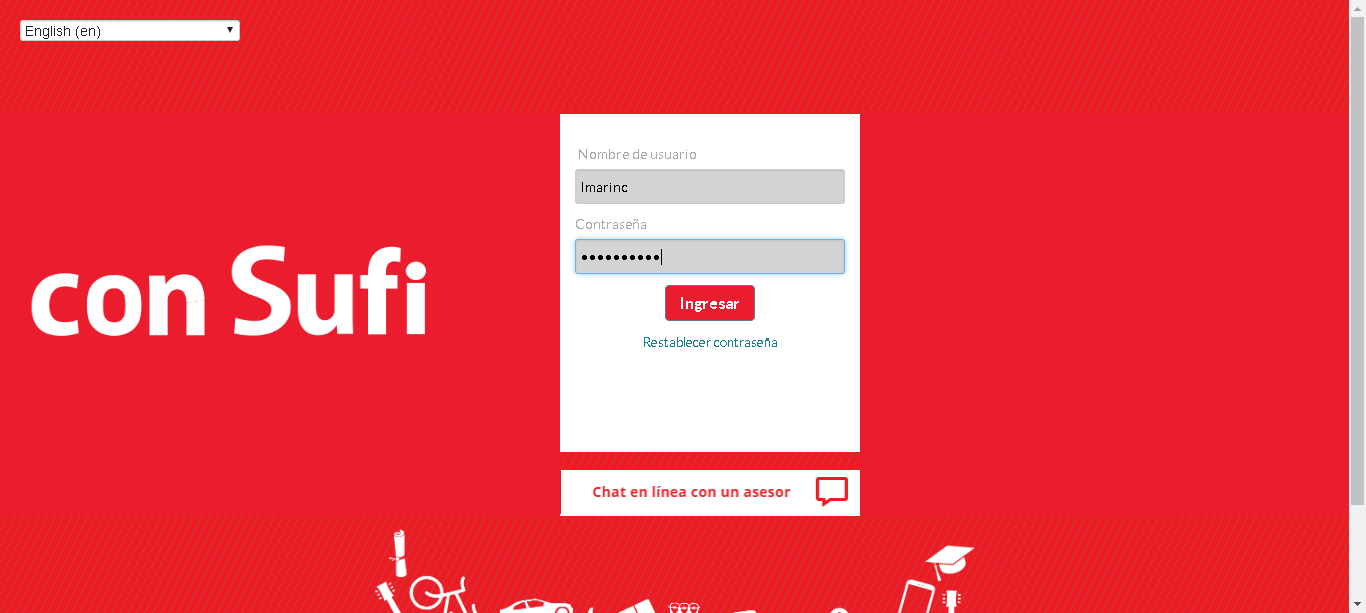 English (en)
Nombre de usuario
lmarinc
Contraseña
••••••••••
Ingresar
con Sufi
Restablecer contraseña
Chat en línea con un asesor